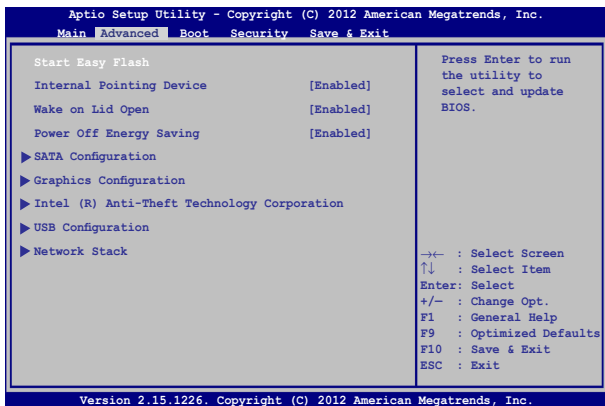 Aptio Setup Utility - Copyright (C) 2012 American Megatrends, Inc.
Main Advanced Boot Security Save & Exit
Start Easy Flash
Internal Pointing Device [Enabled]
Wake on Lid Open [Enabled]
Power Off Energy Saving [Enabled]
SATA Configuration
Graphics Configuration
Intel (R) Anti-Theft Technology Corporation
USB Configuration
Network Stack
Press Enter to run
the utility to
select and update
BIOS.
→← : Select Screen
↑↓ : Select Item
Enter: Select
+/— : Change Opt.
F1 : General Help
F9 : Optimized Defaults
F10 : Save & Exit
ESC : Exit
Version 2.15.1226. Copyright (C) 2012 American Megatrends, Inc.